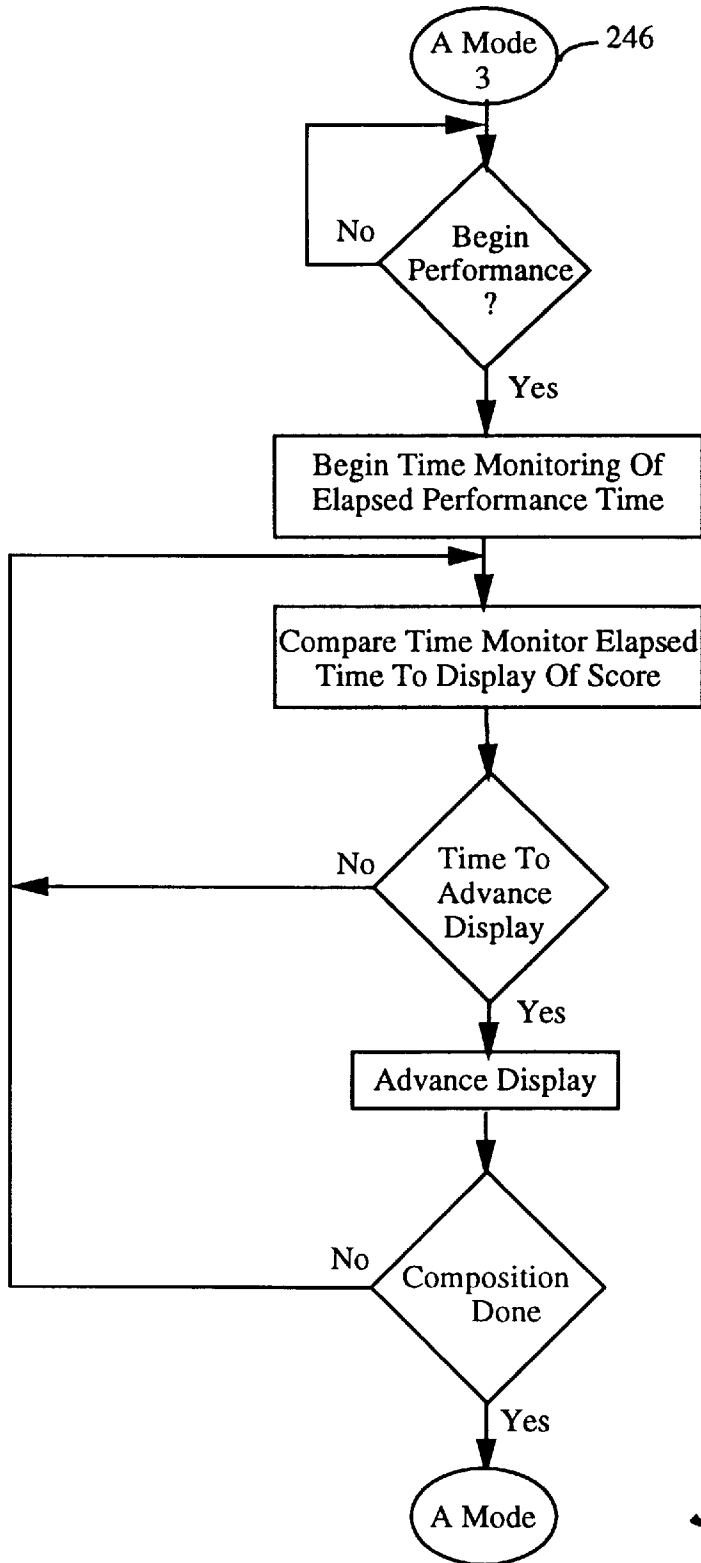 A Mode
3
246
No
Begin
Performance
?
Yes
Begin Time Monitoring Of
Elapsed Performance Time
Compare Time Monitor Elapsed
Time To Display Of Score
No
Time To
Advance
Display
Yes
Advance Display
No
Composition
Done
Yes
A Mode